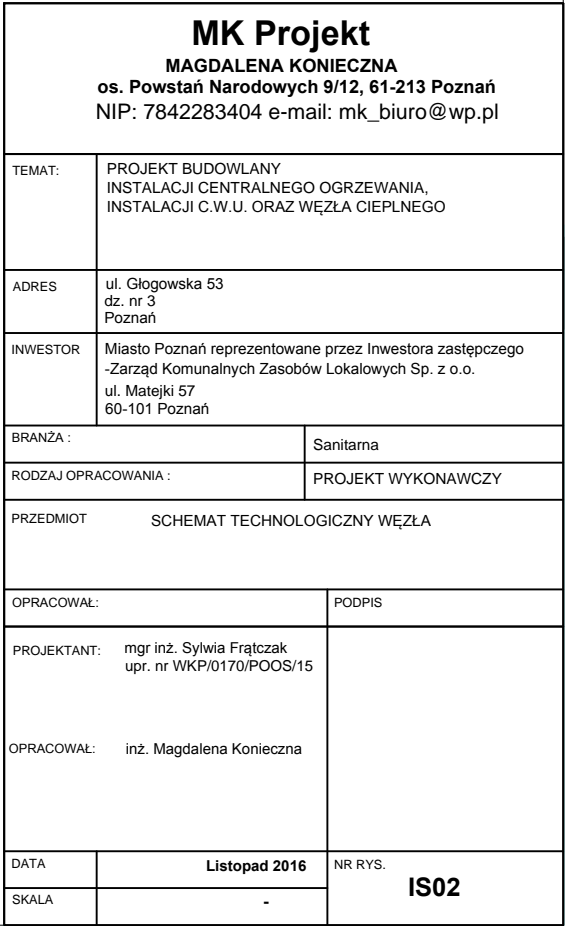 MK Projekt
MAGDALENA KONIECZNA
os. Powstań Narodowych 9/12, 61-213 Poznań
NIP: 7842283404 e-mail: mk_biuro@wp.pl
TEMAT:
PROJEKT BUDOWLANY
INSTALACJI CENTRALNEGO OGRZEWANIA,
INSTALACJI C.W.U. ORAZ WĘZŁA CIEPLNEGO
ADRES
ul. Głogowska 53
dz. nr 3
Poznań
INWESTOR
Miasto Poznań reprezentowane przez Inwestora zastępczego
-Zarząd Komunalnych Zasobów Lokalowych Sp. z o.o.
ul. Matejki 57
60-101 Poznań
BRANŻA :
Sanitarna
RODZAJ OPRACOWANIA :
PROJEKT WYKONAWCZY
PRZEDMIOT
SCHEMAT TECHNOLOGICZNY WĘZŁA
OPRACOWAŁ:
PODPIS
PROJEKTANT:
mgr inż. Sylwia Frątczak
upr. nr WKP/0170/POOS/15
OPRACOWAŁ:
inż. Magdalena Konieczna
DATA
Listopad 2016
NR RYS.
IS02
SKALA
-